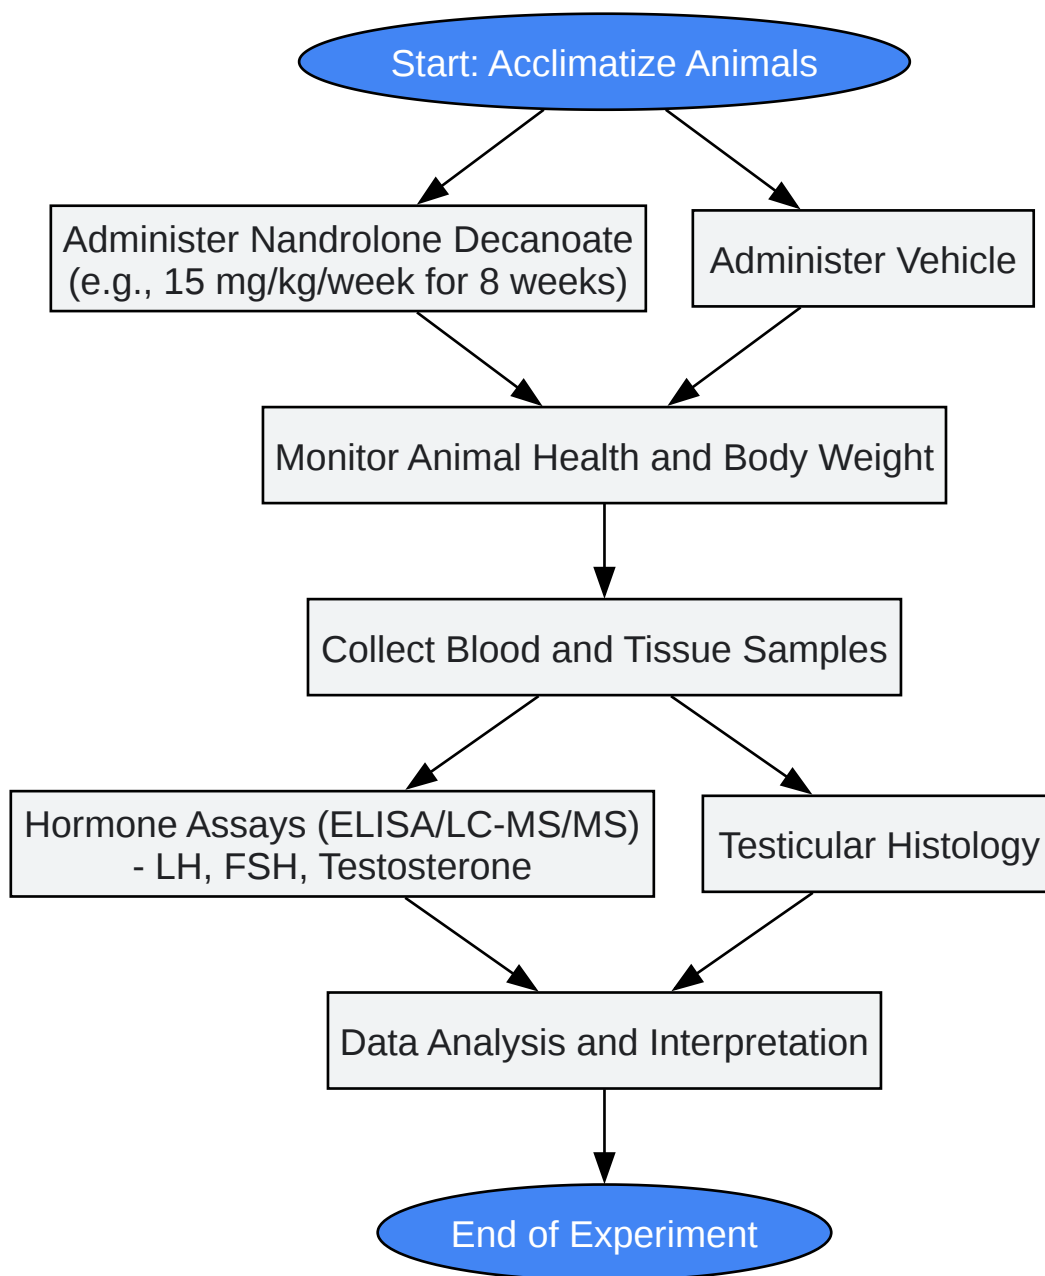 Start: Acclimatize Animals
Administer Nandrolone Decanoate
(e.g., 15 mg/kg/week for 8 weeks)
Administer Vehicle
Monitor Animal Health and Body Weight
Collect Blood and Tissue Samples
Hormone Assays (ELISA/LC-MS/MS)
- LH, FSH, Testosterone
Testicular Histology
Data Analysis and Interpretation
End of Experiment